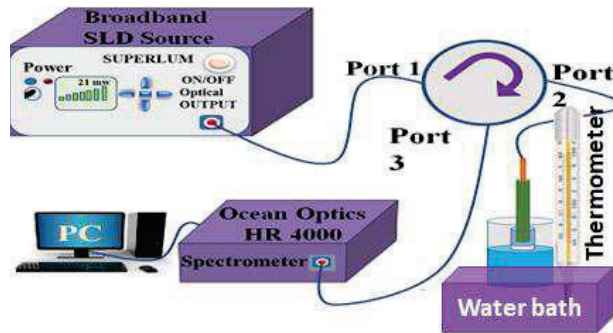 Broadband
SLD Source
SUPERLUM
Power
21 mw
ON/OFF
Optical
OUTPUT
Port 1
Port
2
Port
3
Thermometer
PC
Ocean Optics
HR 4000
Spectrometer
Water bath